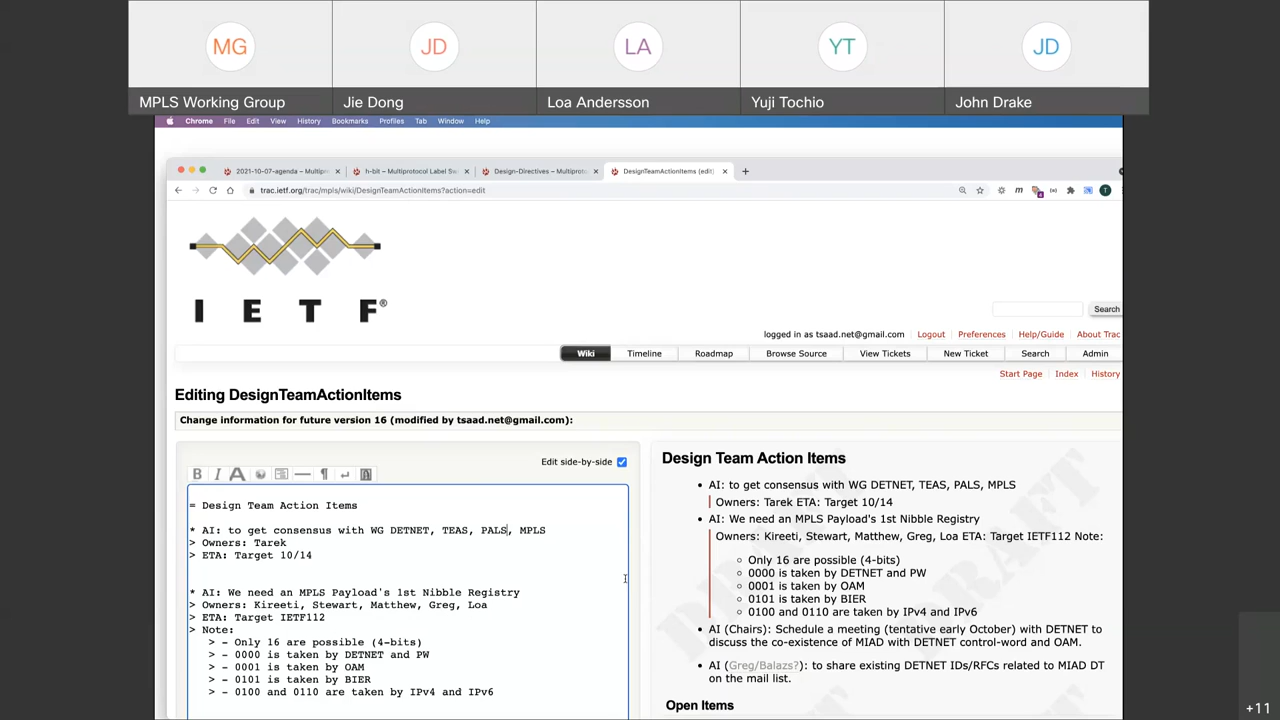 MG
JD
LA
YT
JD
MPLS Working Group
Jie Dong
Loa Andersson
Yuji Tochio
John Drake
Chrome File Edit View History Bookmarks Profiles Tab Window Help
2021-10-07-agenda – Multipr
h-bit – Multiprotocol Label Sw
Design-Directives – Multiproto
DesignTeamActionItems (edit)
trac.ietf.org/trac/mpls/wiki/DesignTeamActionItems?action=edit
I E T F®
Search
logged in as tsaad.net@gmail.com Logout Preferences Help/Guide About Trac
Wiki Timeline Roadmap Browse Source View Tickets New Ticket Search Admin
Start Page Index History
Editing DesignTeamActionItems
Change information for future version 16 (modified by tsaad.net@gmail.com):
Edit side-by-side
= Design Team Action Items
* AI: to get consensus with WG DETNET, TEAS, PALS, MPLS
> Owners: Tarek
> ETA: Target 10/14
* AI: We need an MPLS Payload's 1st Nibble Registry
> Owners: Kireeti, Stewart, Matthew, Greg, Loa
> ETA: Target IETF112
> Note:
> - Only 16 are possible (4-bits)
> - 0000 is taken by DETNET and PW
> - 0001 is taken by OAM
> - 0101 is taken by BIER
> - 0100 and 0110 are taken by IPv4 and IPv6
Design Team Action Items
• AI: to get consensus with WG DETNET, TEAS, PALS, MPLS
Owners: Tarek ETA: Target 10/14
• AI: We need an MPLS Payload's 1st Nibble Registry
Owners: Kireeti, Stewart, Matthew, Greg, Loa ETA: Target IETF112 Note:
Only 16 are possible (4-bits)
0000 is taken by DETNET and PW
0001 is taken by OAM
0101 is taken by BIER
0100 and 0110 are taken by IPv4 and IPv6
• AI (Chairs): Schedule a meeting (tentative early October) with DETNET to
discuss the co-existence of MIAD with DETNET control-word and OAM.
• AI (Greg/Balazs?): to share existing DETNET IDs/RFCs related to MIAD DT
on the mail list.
Open Items
+11